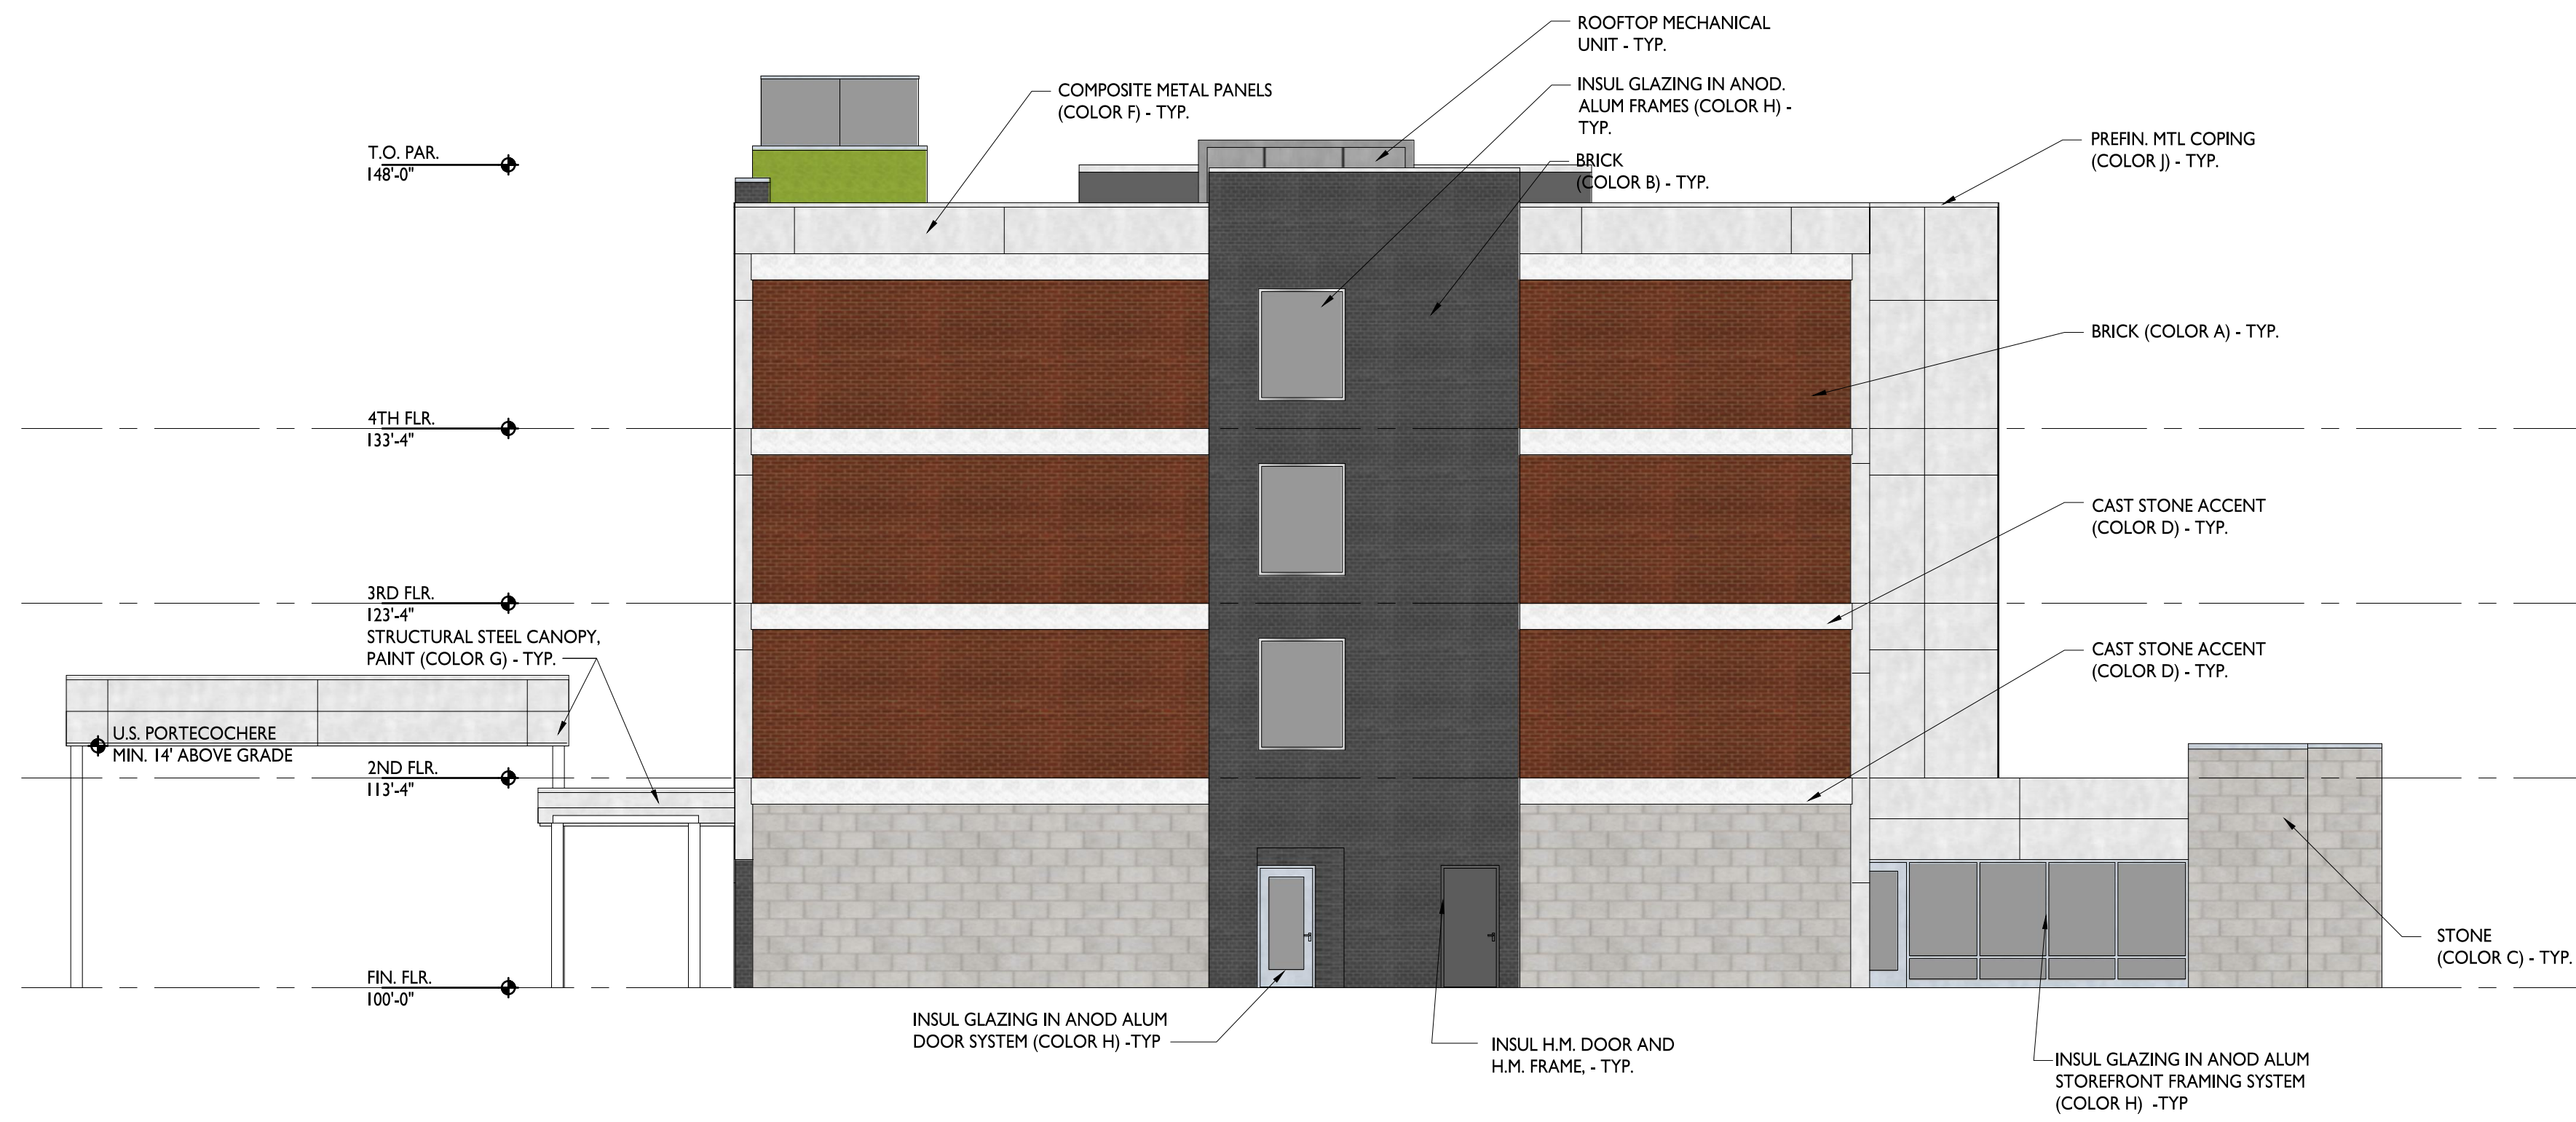 ROOFTOP MECHANICAL
UNIT - TYP.
COMPOSITE METAL PANELS
(COLOR F) - TYP.
INSUL GLAZING IN ANOD.
ALUM FRAMES (COLOR H) -
TYP.
T.O. PAR.
148'-0"
BRICK
(COLOR B) - TYP.
PREFIN. MTL COPING
(COLOR J) - TYP.
BRICK (COLOR A) - TYP.
4TH FLR.
133'-4"
CAST STONE ACCENT
(COLOR D) - TYP.
3RD FLR.
123'-4"
STRUCTURAL STEEL CANOPY,
PAINT (COLOR G) - TYP.
CAST STONE ACCENT
(COLOR D) - TYP.
U.S. PORTECOCHERE
MIN. 14' ABOVE GRADE
2ND FLR.
113'-4"
STONE
(COLOR C) - TYP.
FIN. FLR.
100'-0"
INSUL GLAZING IN ANOD ALUM
DOOR SYSTEM (COLOR H) -TYP
INSUL H.M. DOOR AND
H.M. FRAME, - TYP.
INSUL GLAZING IN ANOD ALUM
STOREFRONT FRAMING SYSTEM
(COLOR H) -TYP